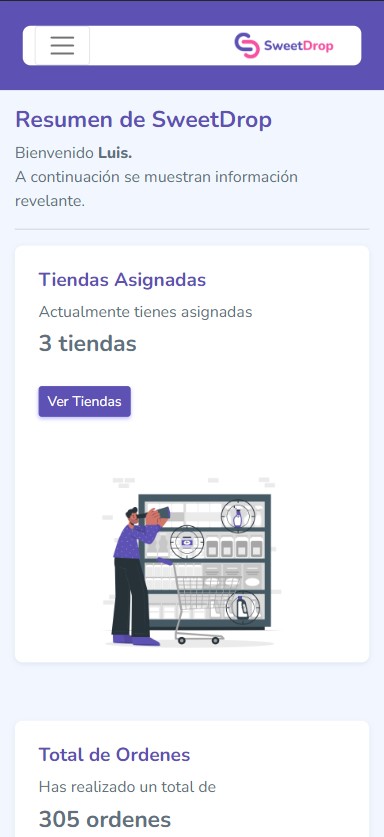 SweetDrop
Resumen de SweetDrop
Bienvenido Luis.
A continuación se muestran información
revelante.
Tiendas Asignadas
Actualmente tienes asignadas
3 tiendas
Ver Tiendas
Total de Ordenes
Has realizado un total de
305 ordenes